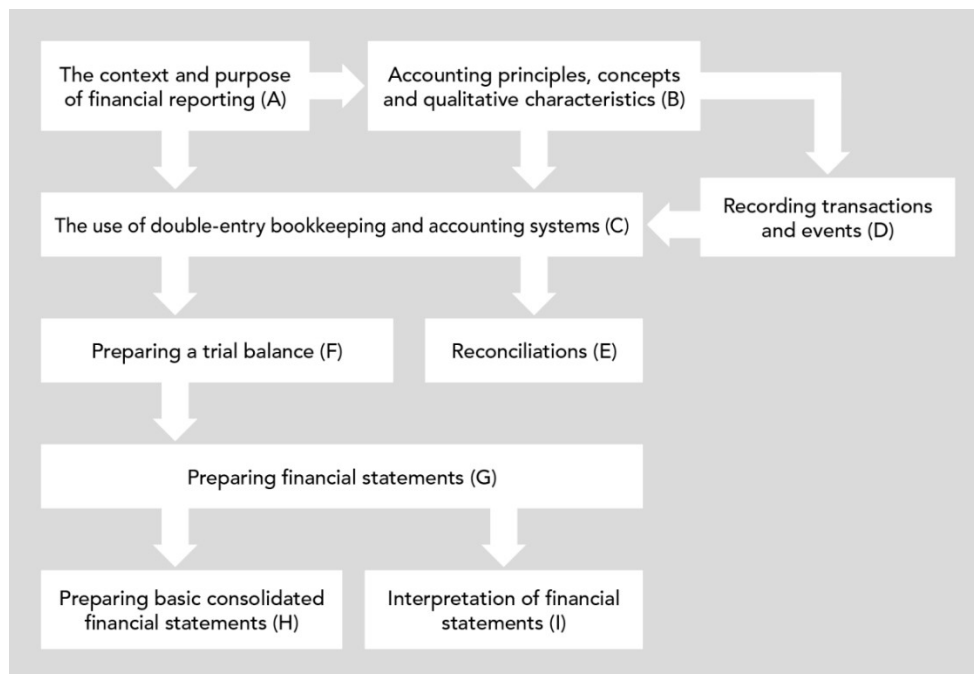 The context and purpose
of financial reporting (A)
Accounting principles, concepts
and qualitative characteristics (B)
The use of double-entry bookkeeping and accounting systems (C)
Recording transactions
and events (D)
Preparing a trial balance (F)
Reconciliations (E)
Preparing financial statements (G)
Preparing basic consolidated
financial statements (H)
Interpretation of financial
statements (I)